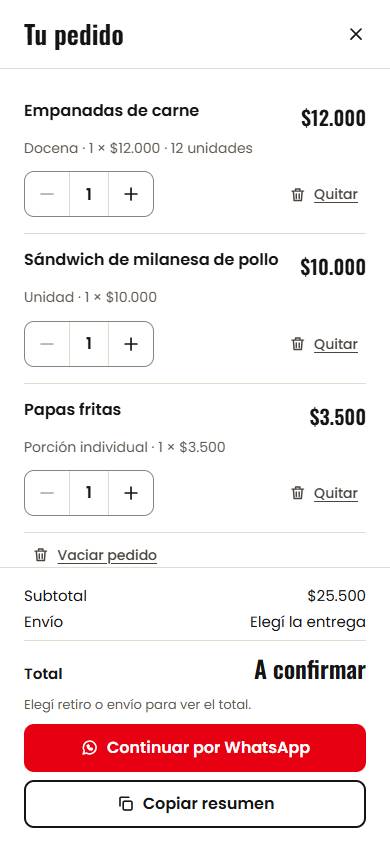 Tu pedido
Empanadas de carne
$12.000
Docena · 1 × $12.000 · 12 unidades
1
Quitar
Sándwich de milanesa de pollo
$10.000
Unidad · 1 × $10.000
1
Quitar
Papas fritas
$3.500
Porción individual · 1 × $3.500
1
Quitar
Vaciar pedido
Subtotal $25.500
Envío Elegí la entrega
Total A confirmar
Elegí retiro o envío para ver el total.
Continuar por WhatsApp
Copiar resumen